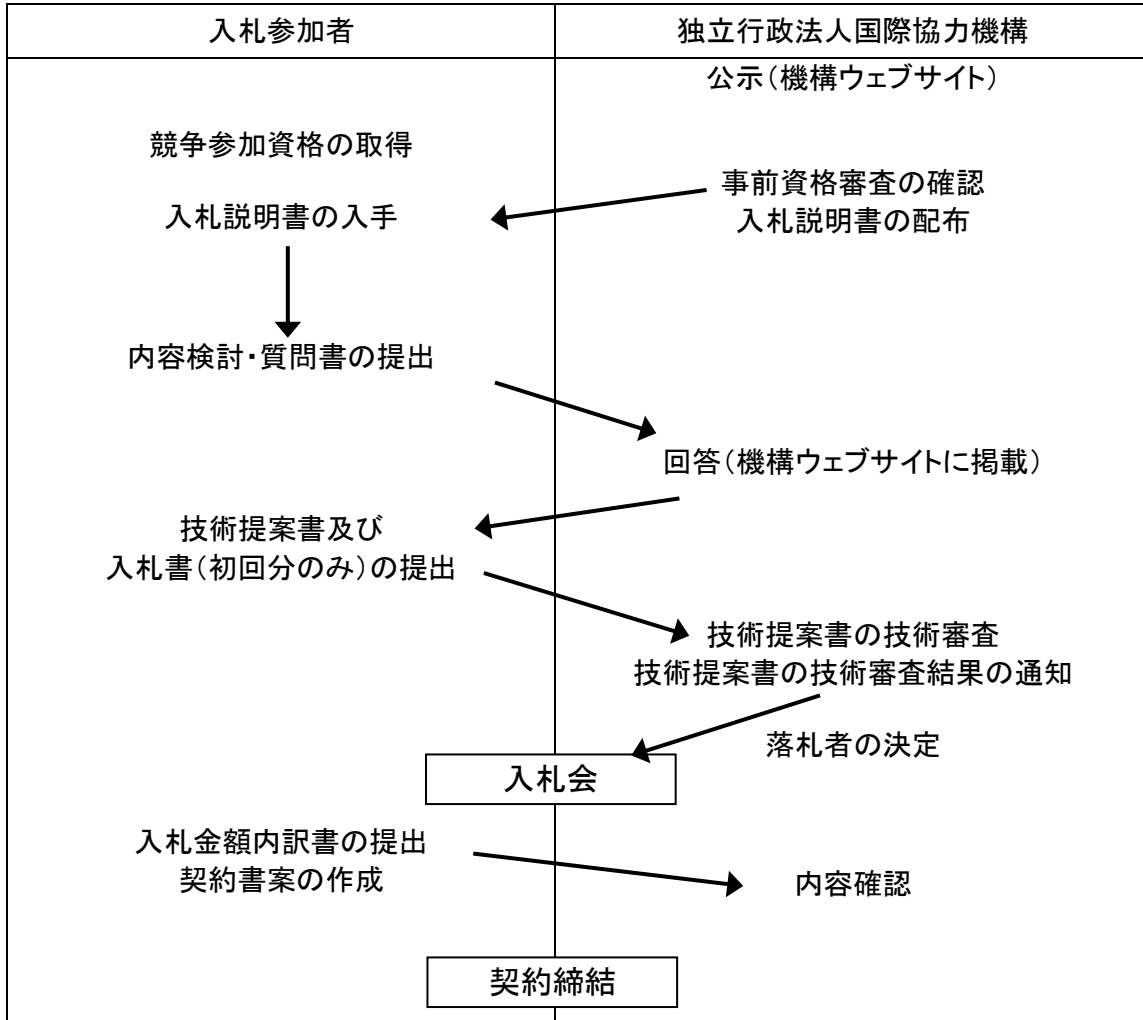 入札参加者
独立行政法人国際協力機構
公示(機構ウェブサイト)
競争参加資格の取得
事前資格審査の確認
入札説明書の入手
入札説明書の配布
内容検討・質問書の提出
回答(機構ウェブサイトに掲載)
技術提案書及び
入札書(初回分のみ)の提出
技術提案書の技術審査
技術提案書の技術審査結果の通知
落札者の決定
入札会
入札金額内訳書の提出
契約書案の作成
内容確認
契約締結